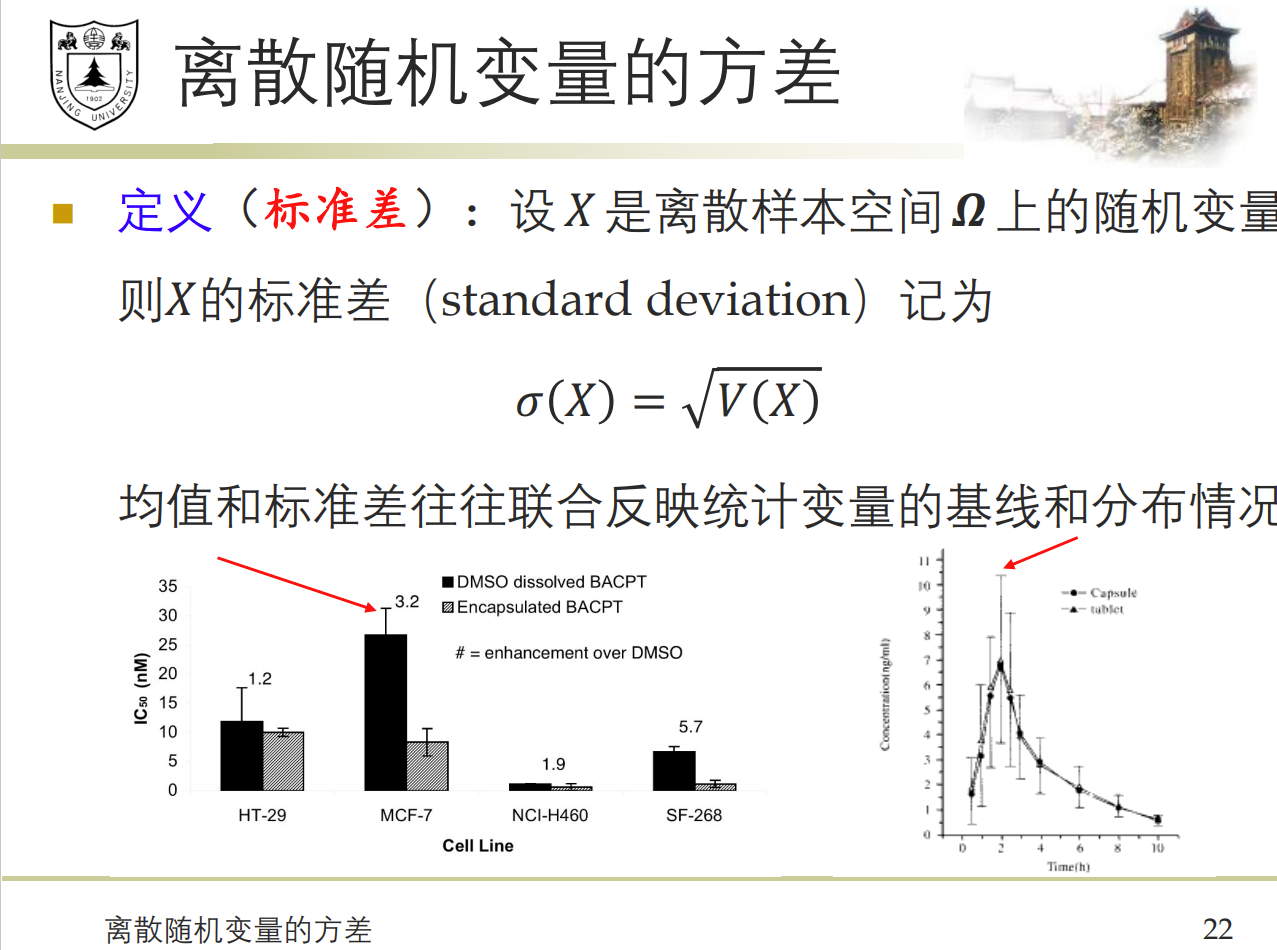 NANJING UNIVERSITY
1902
离散随机变量的方差
定义（标准差）：设 X 是离散样本空间 Ω 上的随机变量
则X的标准差（standard deviation）记为
σ(X) = √V(X)
均值和标准差往往联合反映统计变量的基线和分布情况
DMSO dissolved BACPT
Encapsulated BACPT
# = enhancement over DMSO
IC50 (nM)
35
30
25
20
15
10
5
0
1.2
3.2
1.9
5.7
HT-29 MCF-7 NCI-H460 SF-268
Cell Line
Capsule
tablet
Concentration(ng/ml)
11
10
9
8
7
6
5
4
3
2
1
0
0 2 4 6 8 10
Time(h)
离散随机变量的方差
22